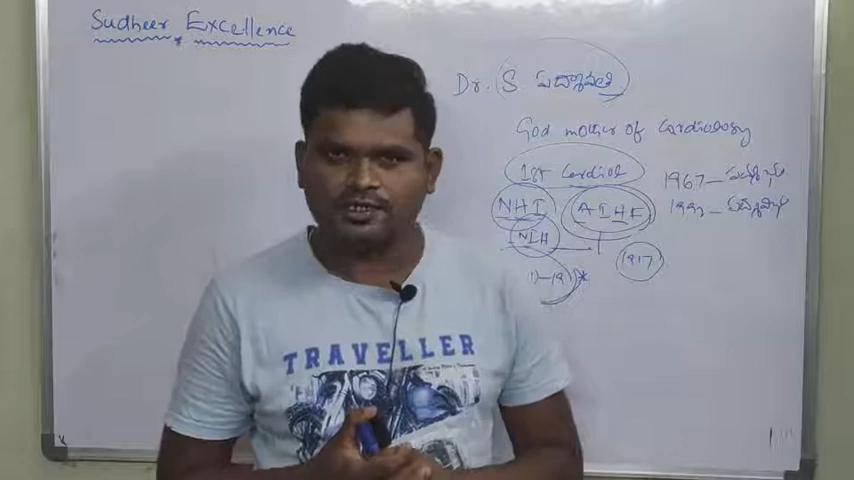 Sudheer Excellence
Dr. S పద్మావతి
God mother of Cardiology
1st Cardiol
1967 – పద్మభూషణ్
NHI AIHF
1992 – పద్మవిభూషణ్
NIH
1917
TRAVELLER